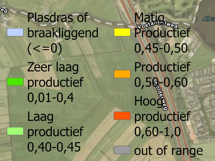 Plasdras of
braakliggend
(<=0)
Zeer laag
productief
0,01-0,4
Laag
productief
0,40-0,45
Matig
Productief
0,45-0,50
Productief
0,50-0,60
Hoog
productief
0,60-1,0
out of range